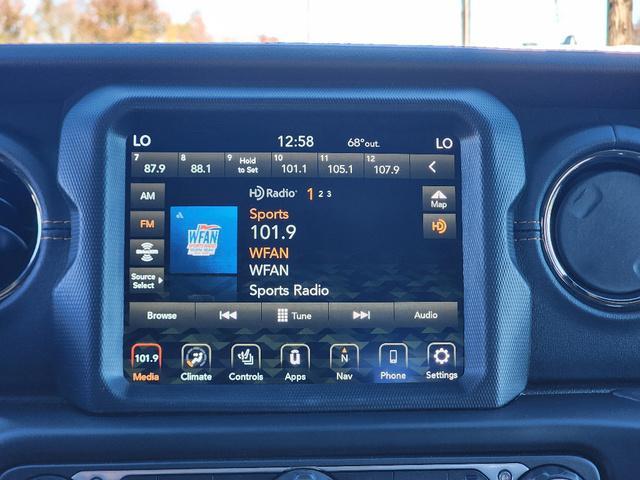 LO 12:58 68°out. LO
7 87.9 8 88.1 9 Hold to Set 10 101.1 11 105.1 12 107.9
HD Radio 1 2 3
AM
Map
Sports
FM
101.9
HD
WFAN
WFAN
WFAN
Source Select
Sports Radio
Browse Tune Audio
101.9 N
Media Climate Controls Apps Nav Phone Settings